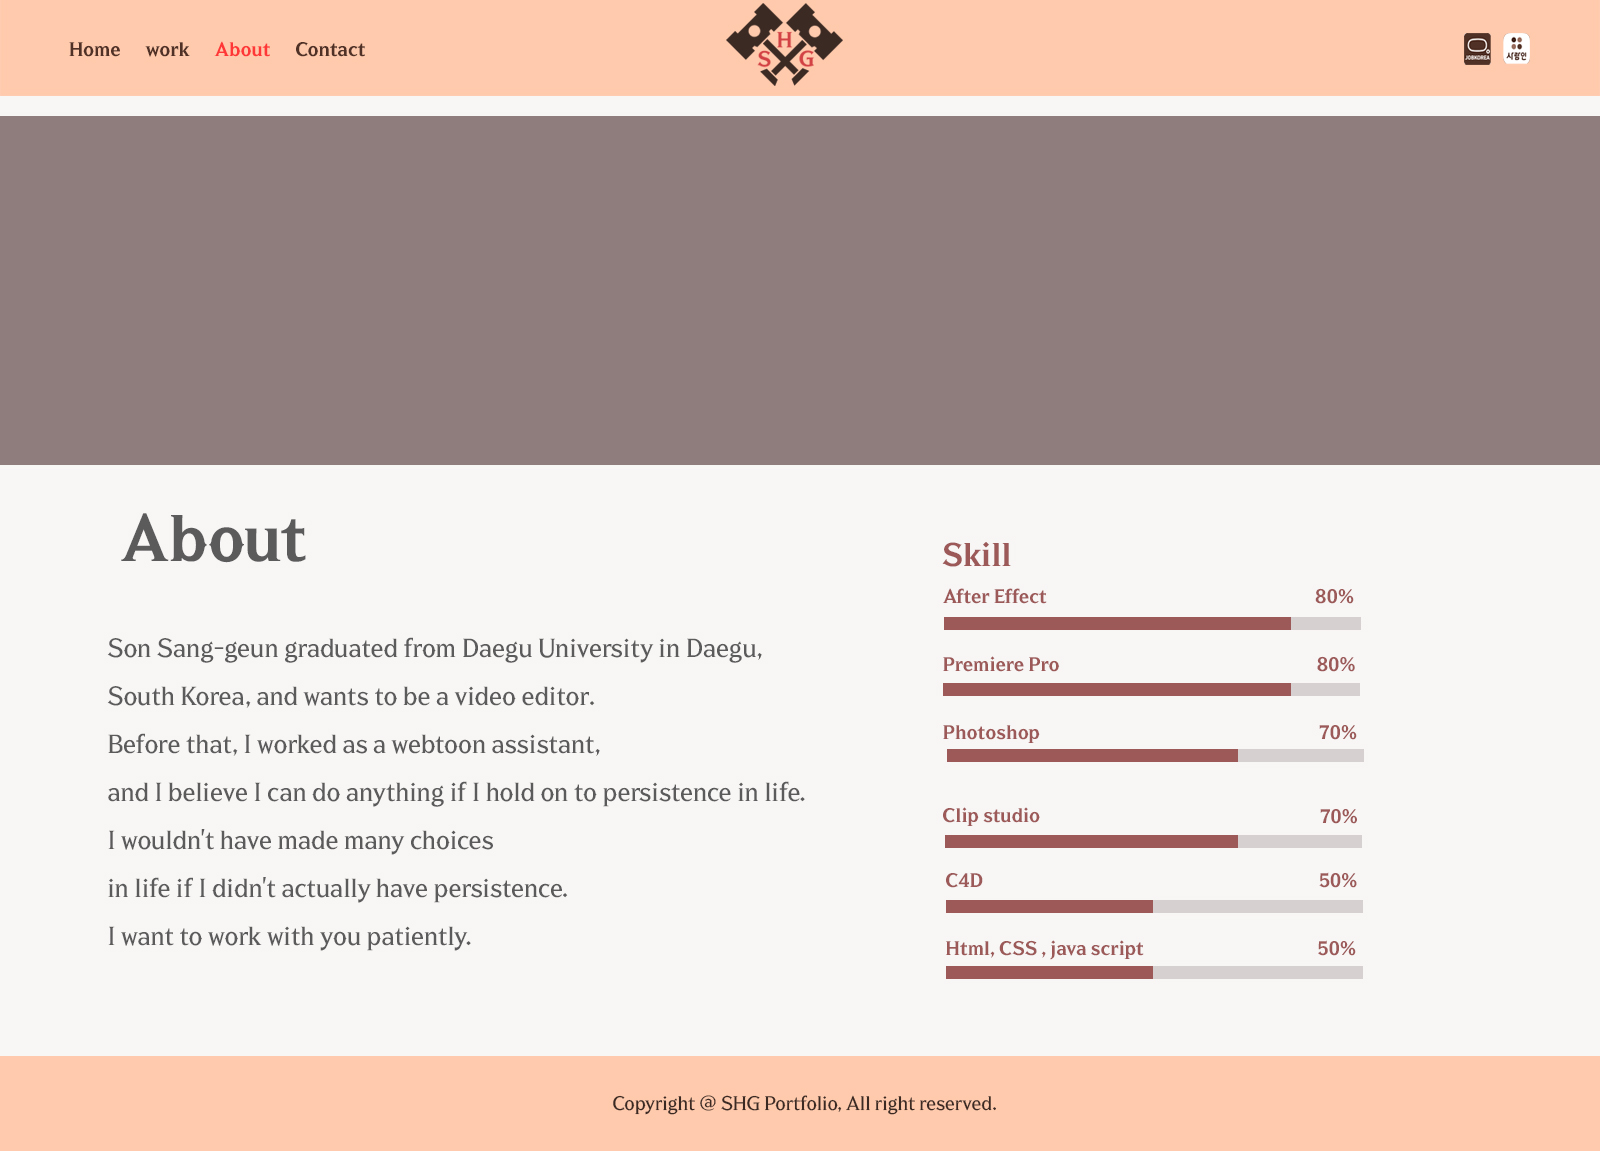 Home work About Contact
H
S G
JOBKOREA
사람인
About
Son Sang-geun graduated from Daegu University in Daegu,
South Korea, and wants to be a video editor.
Before that, I worked as a webtoon assistant,
and I believe I can do anything if I hold on to persistence in life.
I wouldn't have made many choices
in life if I didn't actually have persistence.
I want to work with you patiently.
Skill
After Effect 80%
Premiere Pro 80%
Photoshop 70%
Clip studio 70%
C4D 50%
Html, CSS , java script 50%
Copyright @ SHG Portfolio, All right reserved.